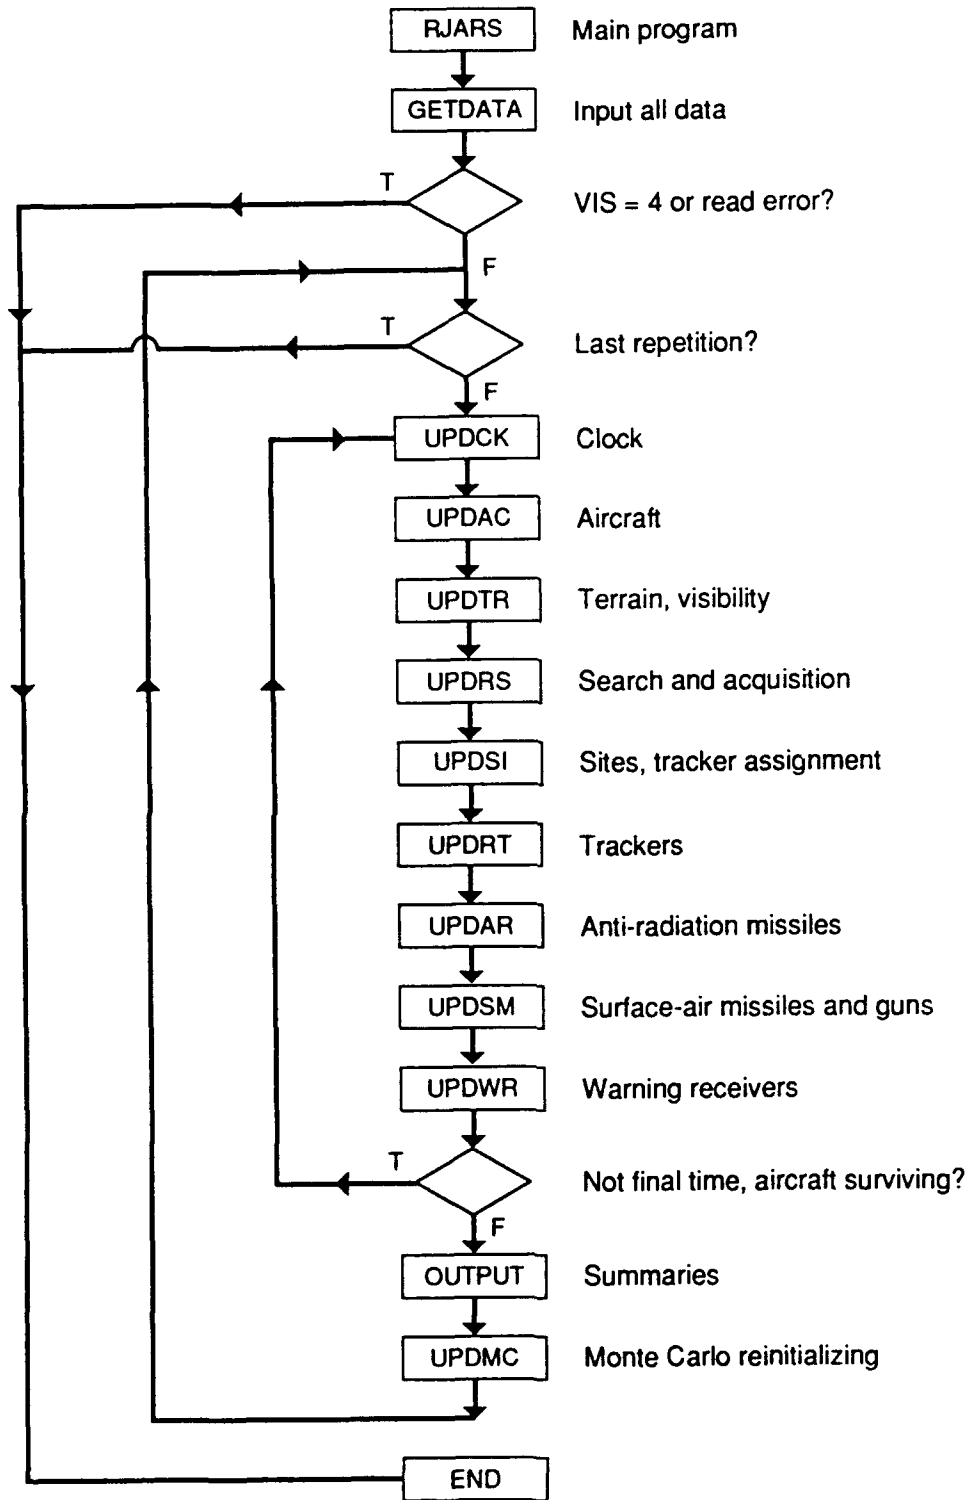 RJARS Main program
GETDATA Input all data
T VIS = 4 or read error?
F
T Last repetition?
F
UPDCK Clock
UPDAC Aircraft
UPDTR Terrain, visibility
UPDRS Search and acquisition
UPDSI Sites, tracker assignment
UPDRT Trackers
UPDAR Anti-radiation missiles
UPDSM Surface-air missiles and guns
UPDWR Warning receivers
T Not final time, aircraft surviving?
F
OUTPUT Summaries
UPDMC Monte Carlo reinitializing
END